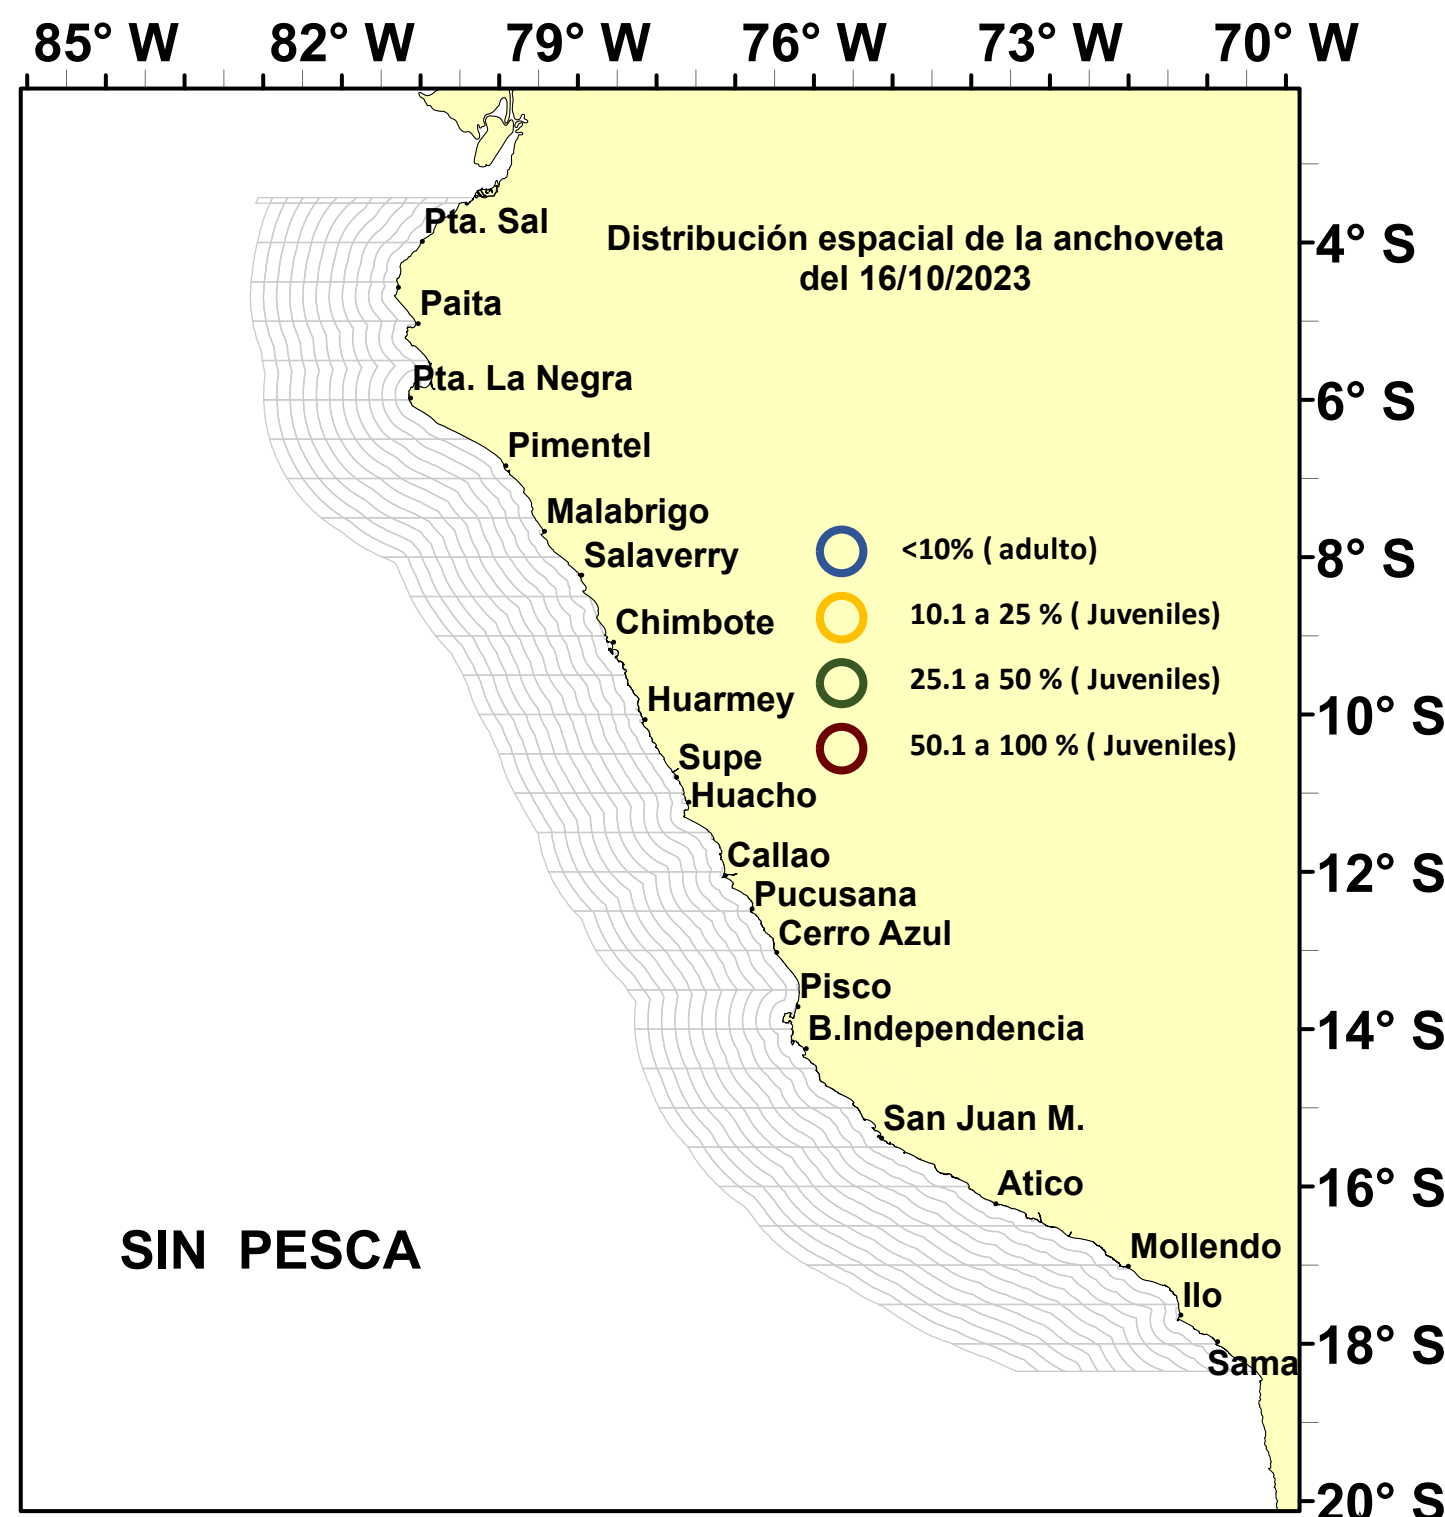 85° W 82° W 79° W 76° W 73° W 70° W
Pta. Sal
Distribución espacial de la anchoveta
del 16/10/2023
4° S
Paita
Pta. La Negra
6° S
Pimentel
Malabrigo
Salaverry
<10% ( adulto)
8° S
Chimbote
10.1 a 25 % ( Juveniles)
25.1 a 50 % ( Juveniles)
Huarmey
10° S
50.1 a 100 % ( Juveniles)
Supe
Huacho
Callao
12° S
Pucusana
Cerro Azul
Pisco
B.Independencia
14° S
San Juan M.
Atico
16° S
SIN PESCA
Mollendo
Ilo
18° S
Sama
20° S